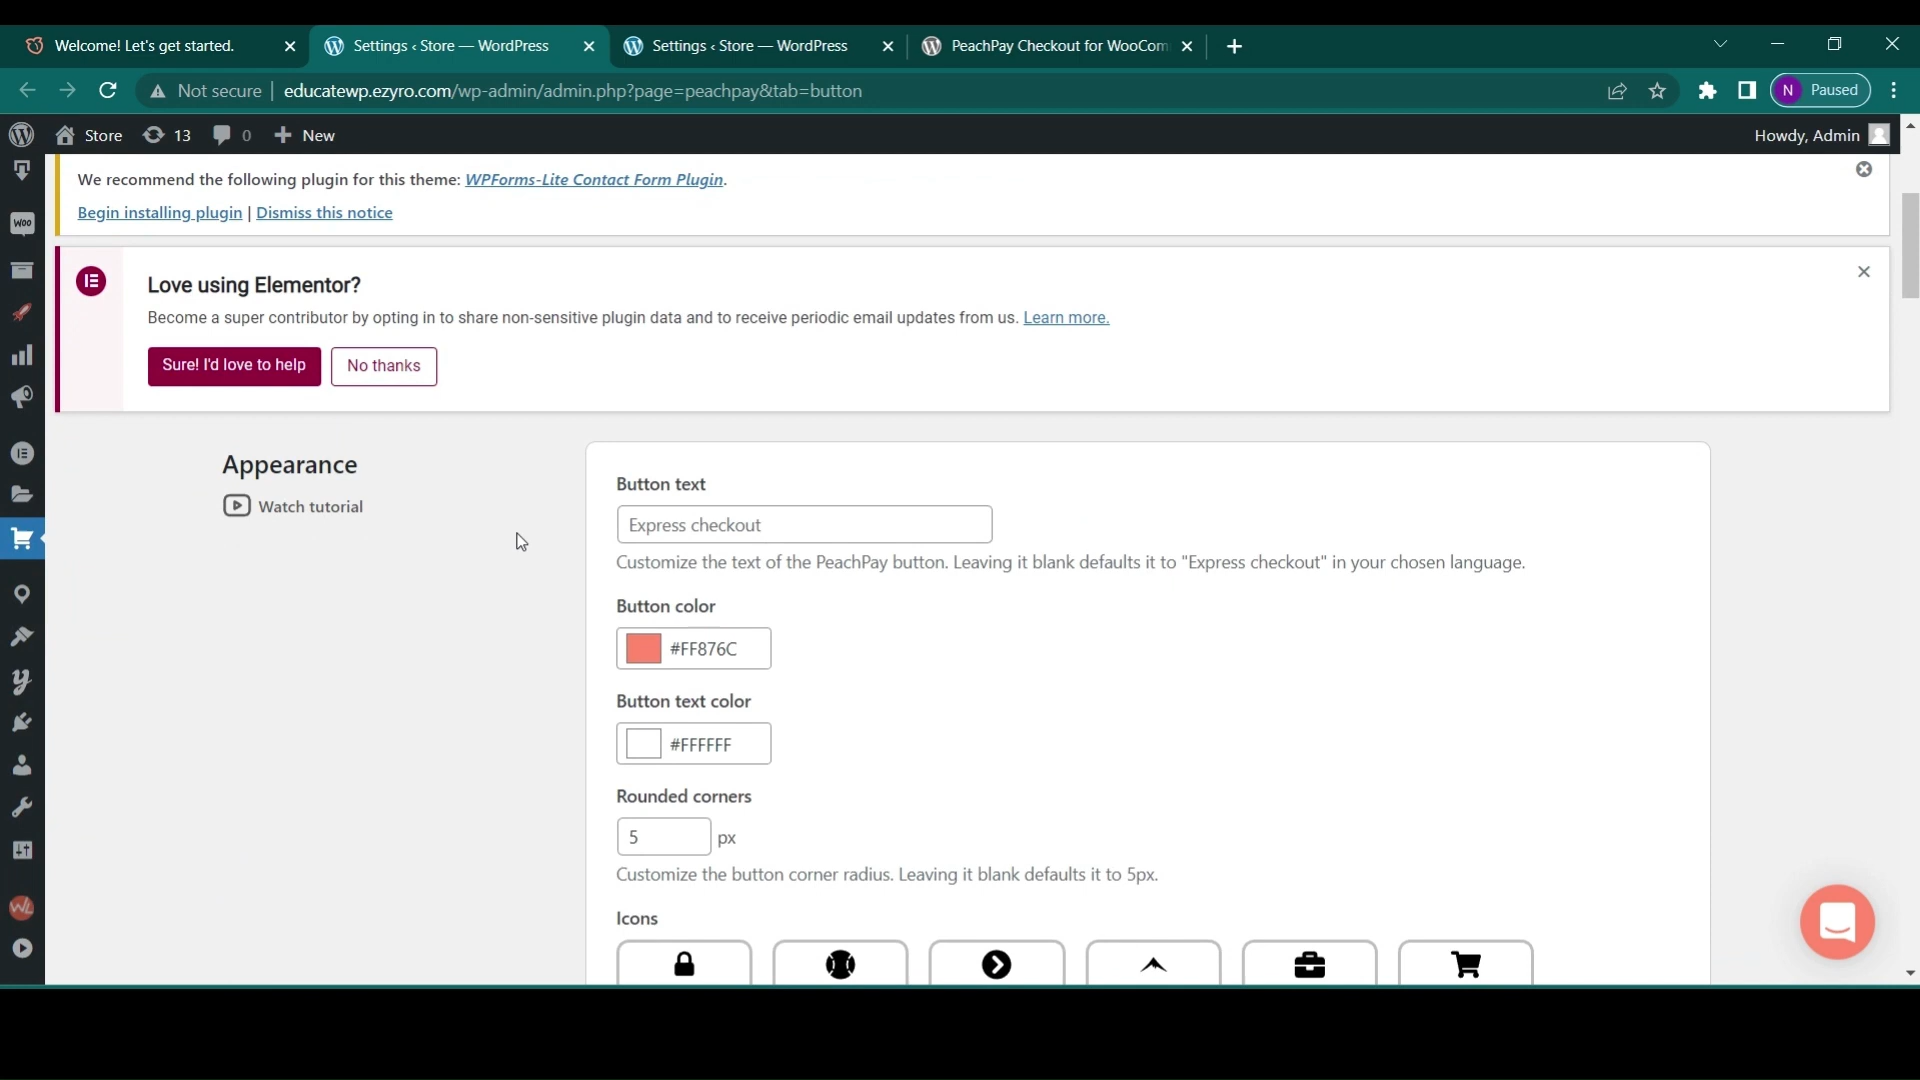 Welcome! Let's get started.
Settings ‹ Store — WordPress
Settings ‹ Store — WordPress
PeachPay Checkout for WooCom
Not secure
educatewp.ezyro.com/wp-admin/admin.php?page=peachpay&tab=button
N
Paused
Store
13
0
New
Howdy, Admin
We recommend the following plugin for this theme: WPForms-Lite Contact Form Plugin.
Begin installing plugin | Dismiss this notice
WOO
Love using Elementor?
Become a super contributor by opting in to share non-sensitive plugin data and to receive periodic email updates from us. Learn more.
Sure! I'd love to help
No thanks
Appearance
Watch tutorial
Button text
Express checkout
Customize the text of the PeachPay button. Leaving it blank defaults it to "Express checkout" in your chosen language.
Button color
#FF876C
Button text color
#FFFFFF
Rounded corners
5
px
Customize the button corner radius. Leaving it blank defaults it to 5px.
Icons
WL